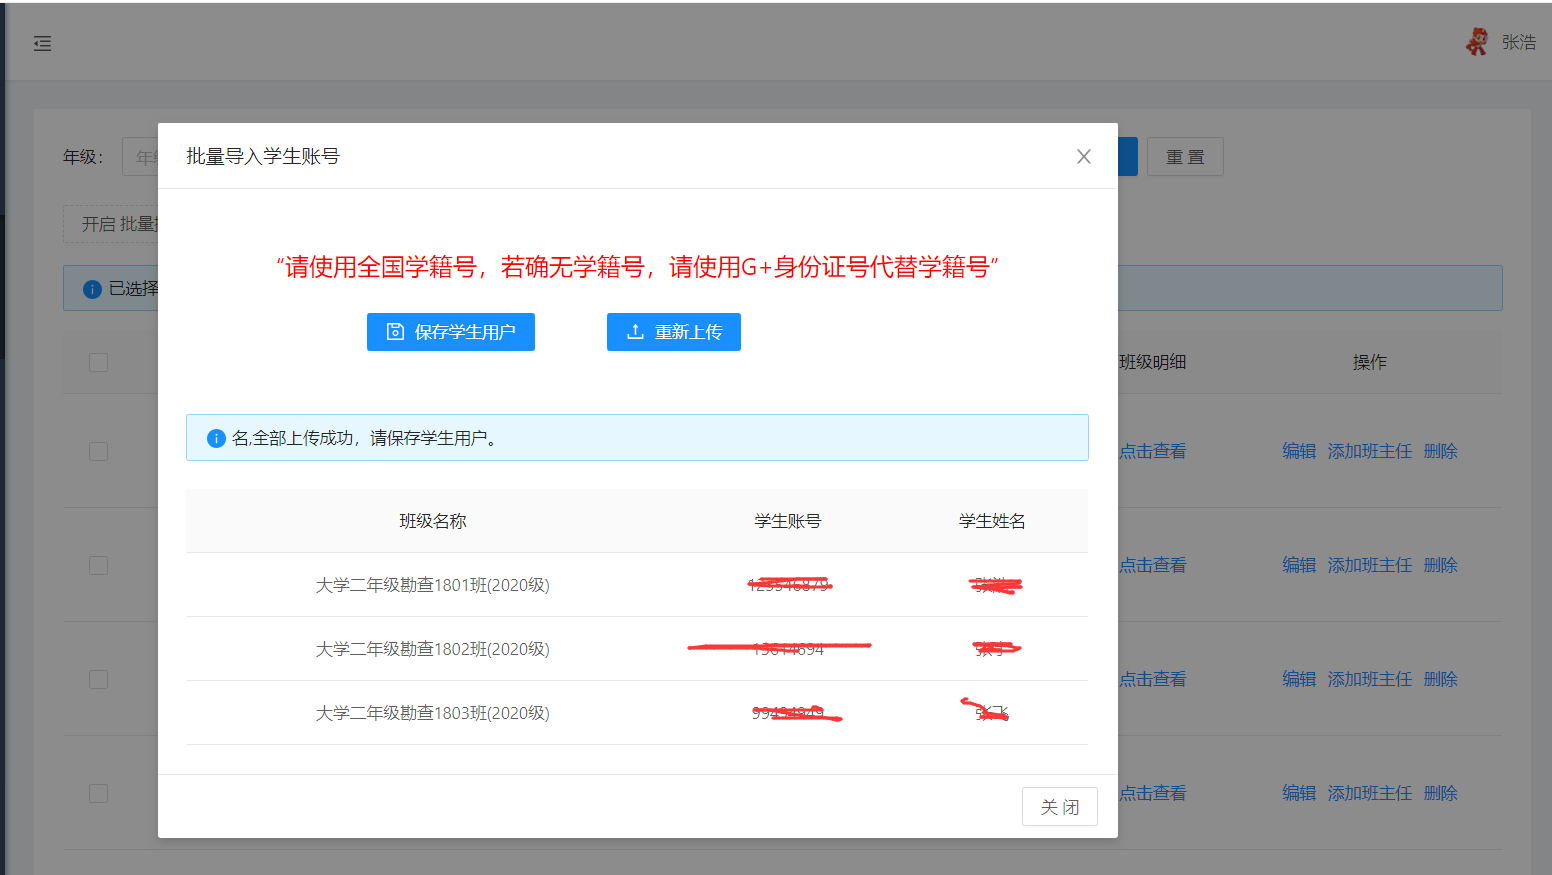 张浩
年级：
重 置
批量导入学生账号
开启 批量
“请使用全国学籍号，若确无学籍号，请使用G+身份证号代替学籍号”
已选择
保存学生用户
重新上传
班级明细 操作
名,全部上传成功，请保存学生用户。
点击查看 编辑 添加班主任 删除
班级名称 学生账号 学生姓名
点击查看 编辑 添加班主任 删除
大学二年级勘查1801班(2020级)
大学二年级勘查1802班(2020级)
点击查看 编辑 添加班主任 删除
大学二年级勘查1803班(2020级)
点击查看 编辑 添加班主任 删除
关 闭